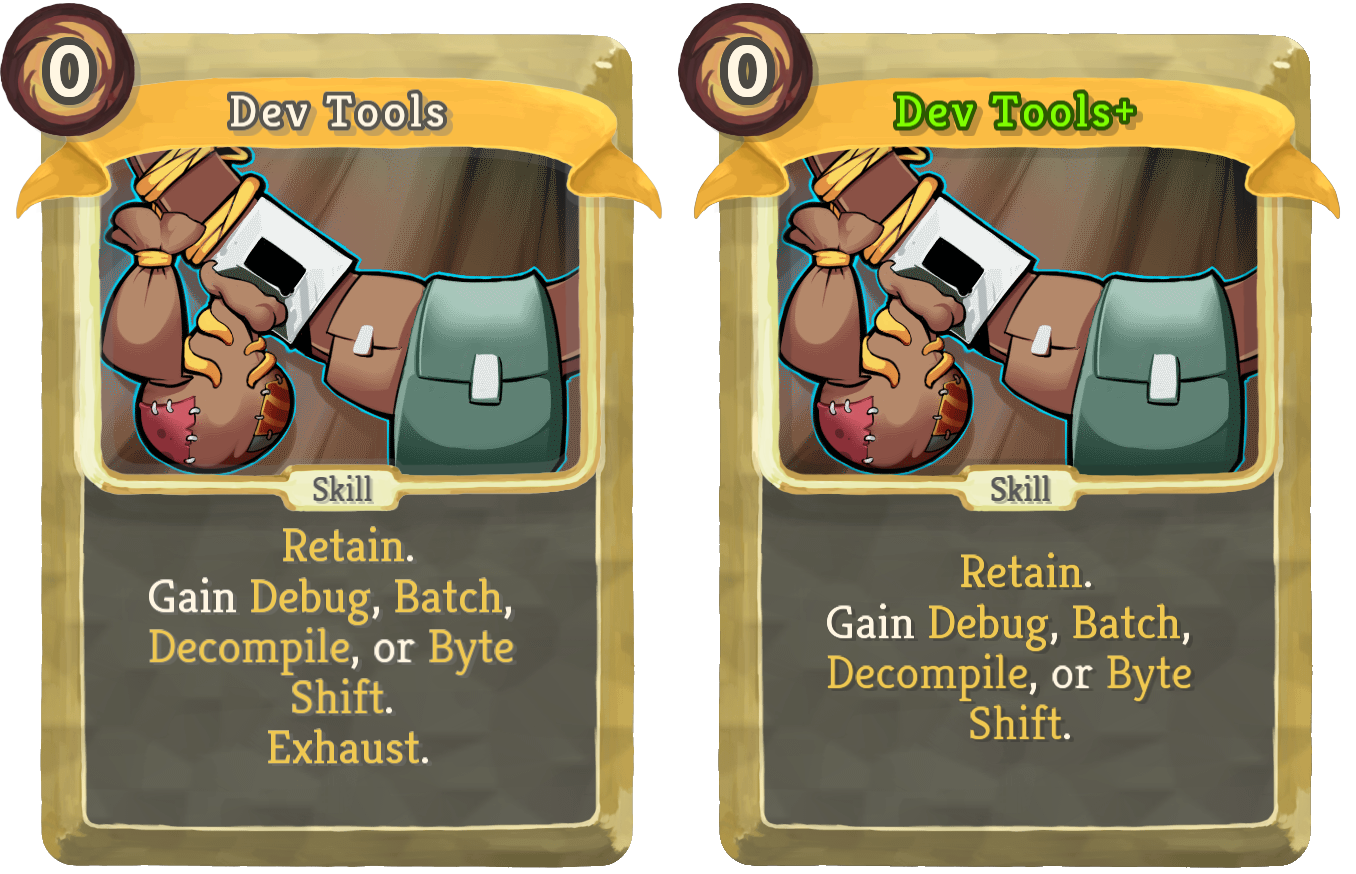 0
Dev Tools
Skill
Retain.
Gain Debug, Batch,
Decompile, or Byte
Shift.
Exhaust.
0
Dev Tools+
Skill
Retain.
Gain Debug, Batch,
Decompile, or Byte
Shift.